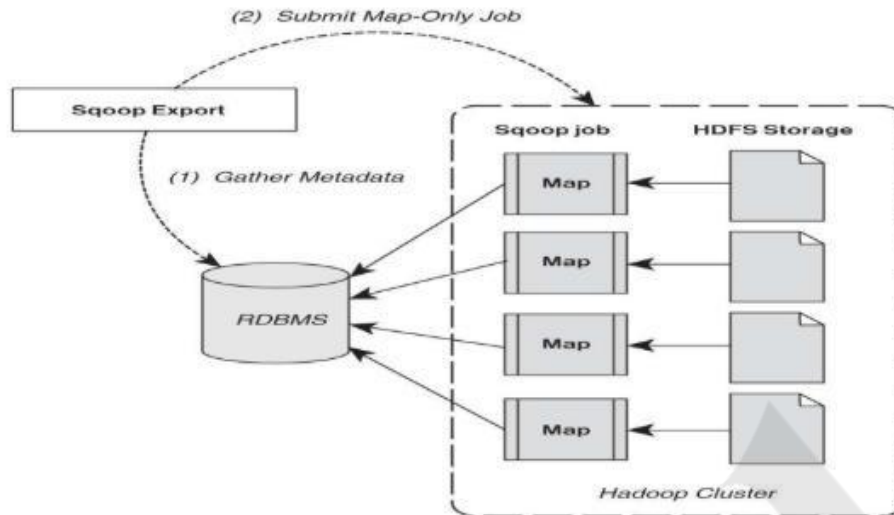 (2) Submit Map-Only Job
Sqoop Export
(1) Gather Metadata
RDBMS
Sqoop job
HDFS Storage
Map
Map
Map
Map
Hadoop Cluster